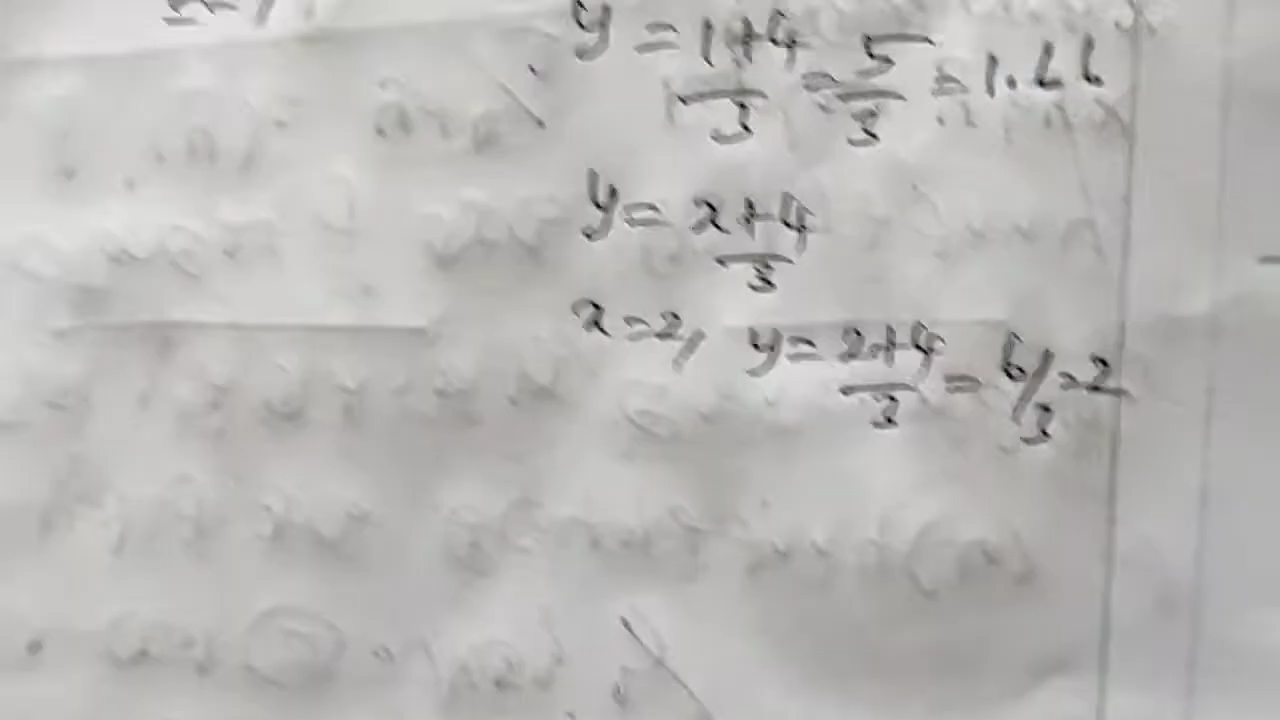 y = 1+4/3 = 5/3 = 1.66
y = x+4/3
x=2, y = 2+4/3 = 6/3 = 2